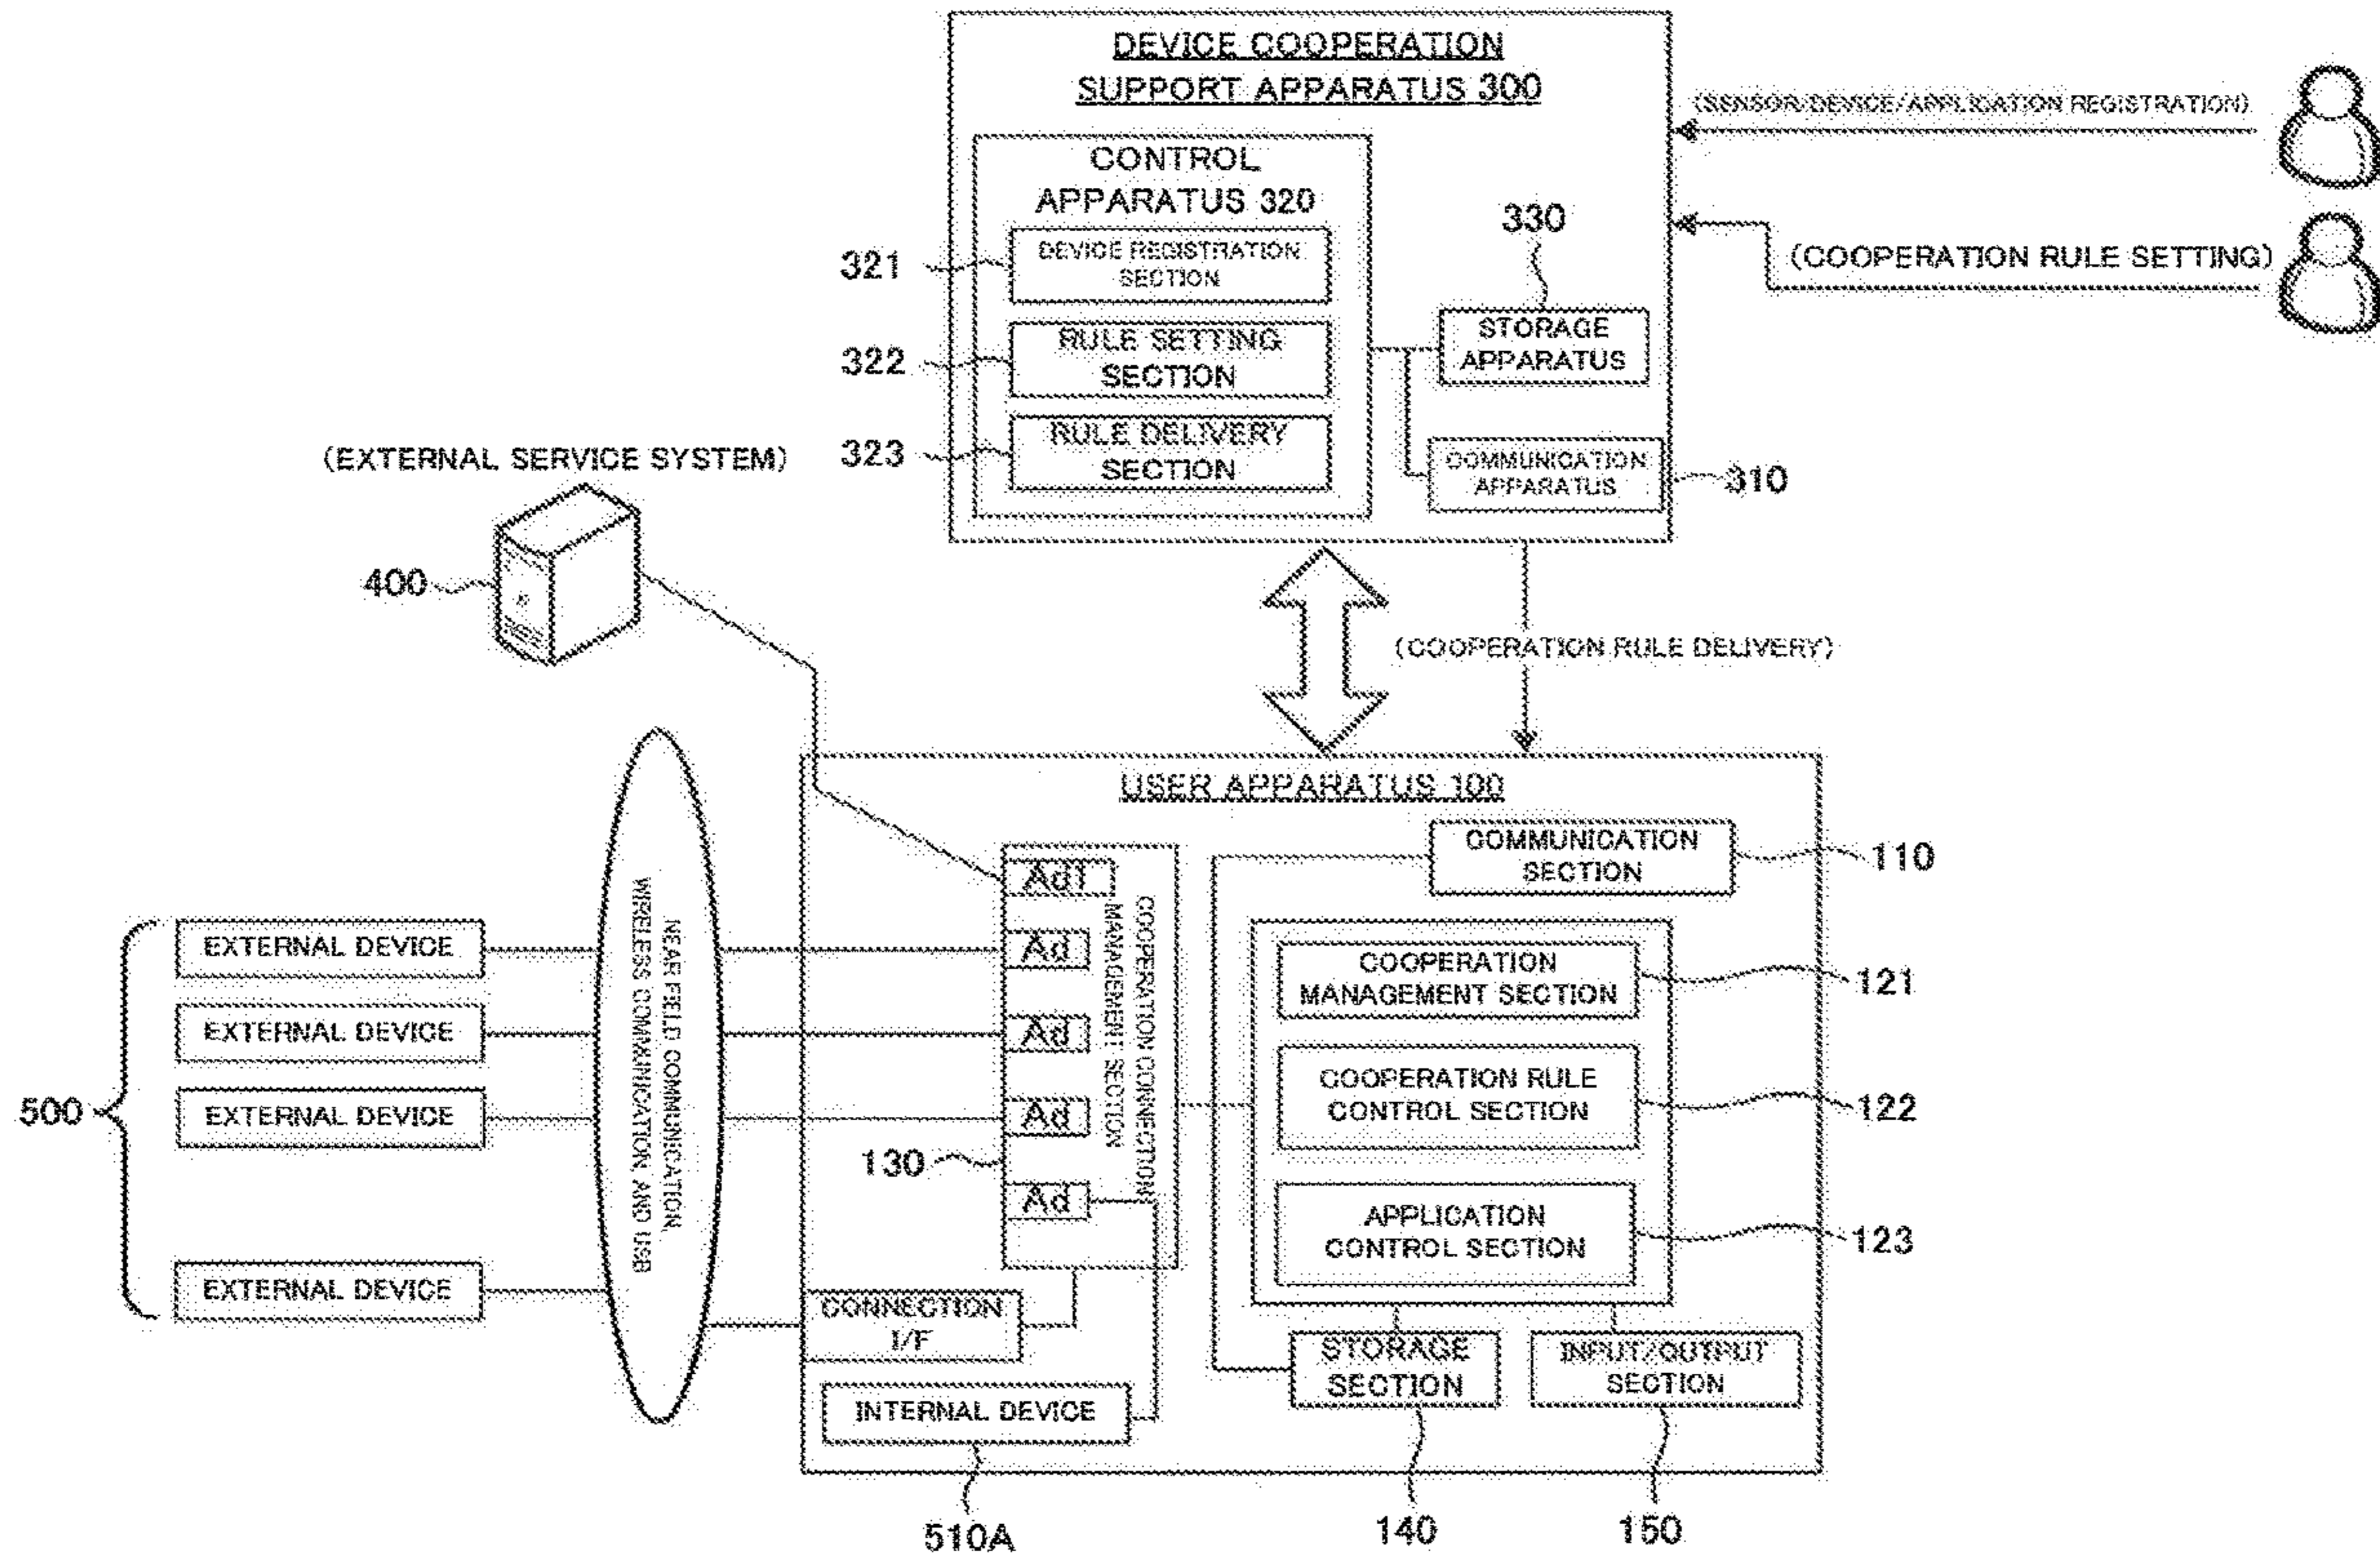 DEVICE COOPERATION
SUPPORT APPARATUS 300
(SENSOR/DEVICE/APPLICATION REGISTRATION)
CONTROL
APPARATUS 320
330
(COOPERATION RULE SETTING)
321
DEVICE REGISTRATION
SECTION
STORAGE
APPARATUS
322
RULE SETTING
SECTION
323
RULE DELIVERY
SECTION
COMMUNICATION
APPARATUS
310
(EXTERNAL SERVICE SYSTEM)
400
(COOPERATION RULE DELIVERY)
USER APPARATUS 100
COMMUNICATION
SECTION
110
Ad1
Ad
Ad
Ad
Ad
COOPERATION CONNECTION
MANAGEMENT SECTION
130
COOPERATION
MANAGEMENT SECTION
121
COOPERATION RULE
CONTROL SECTION
122
APPLICATION
CONTROL SECTION
123
NEAR FIELD COMMUNICATION,
WIRELESS COMMUNICATION, AND USB
500
EXTERNAL DEVICE
EXTERNAL DEVICE
EXTERNAL DEVICE
EXTERNAL DEVICE
CONNECTION
I/F
INTERNAL DEVICE
STORAGE
SECTION
INPUT/OUTPUT
SECTION
510A
140
150